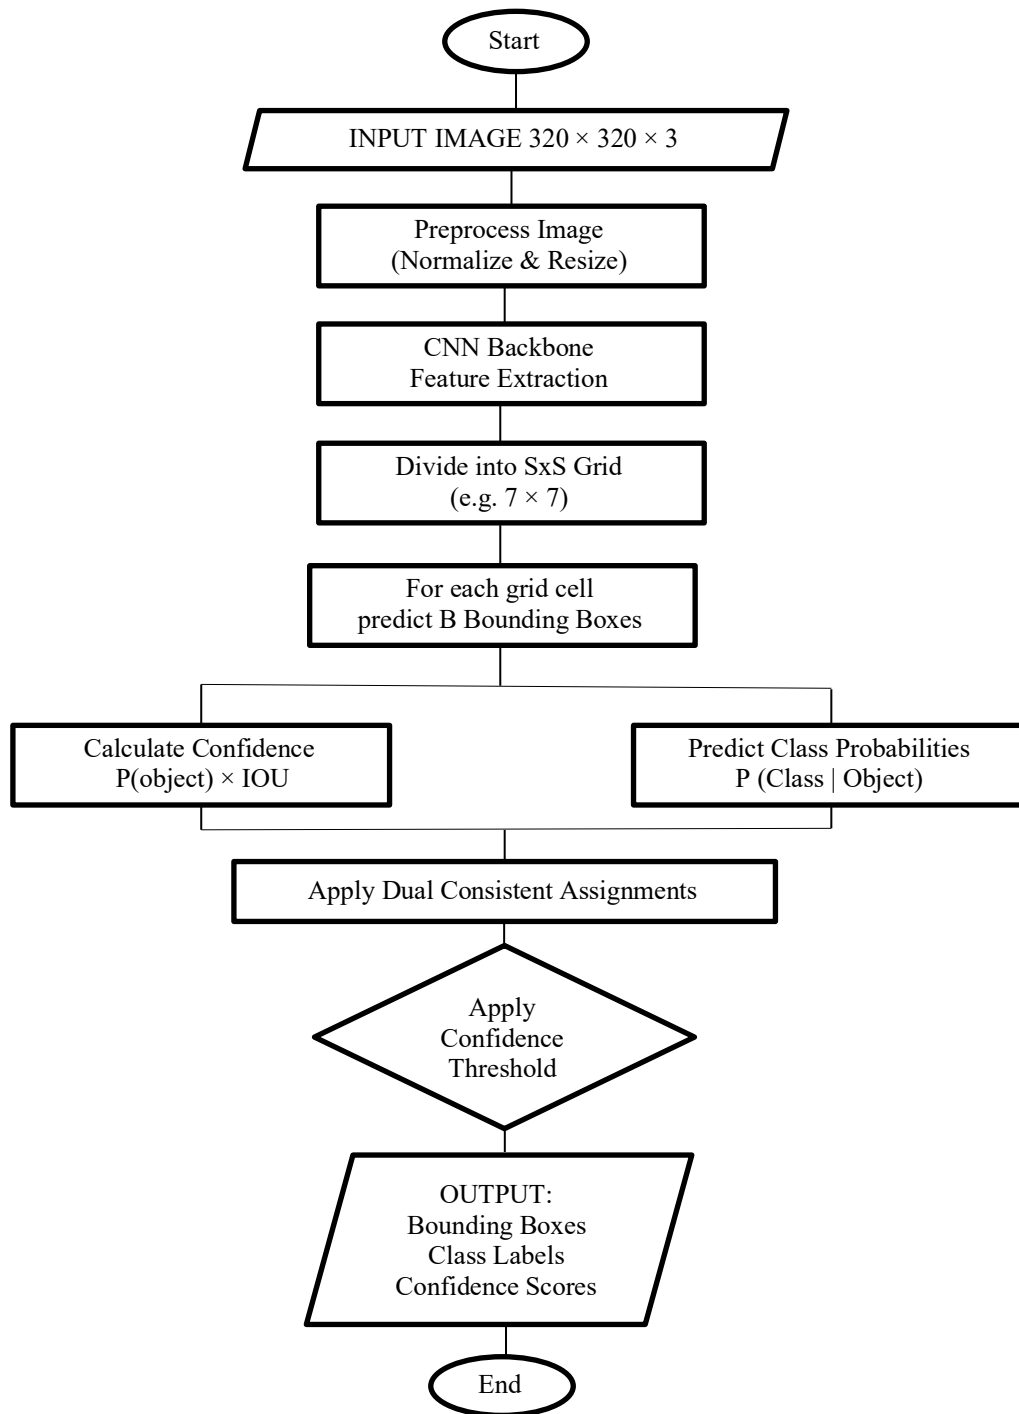 Start
INPUT IMAGE 320 × 320 × 3
Preprocess Image
(Normalize & Resize)
CNN Backbone
Feature Extraction
Divide into SxS Grid
(e.g. 7 × 7)
For each grid cell
predict B Bounding Boxes
Calculate Confidence
P(object) × IOU
Predict Class Probabilities
P (Class | Object)
Apply Dual Consistent Assignments
Apply
Confidence
Threshold
OUTPUT:
Bounding Boxes
Class Labels
Confidence Scores
End